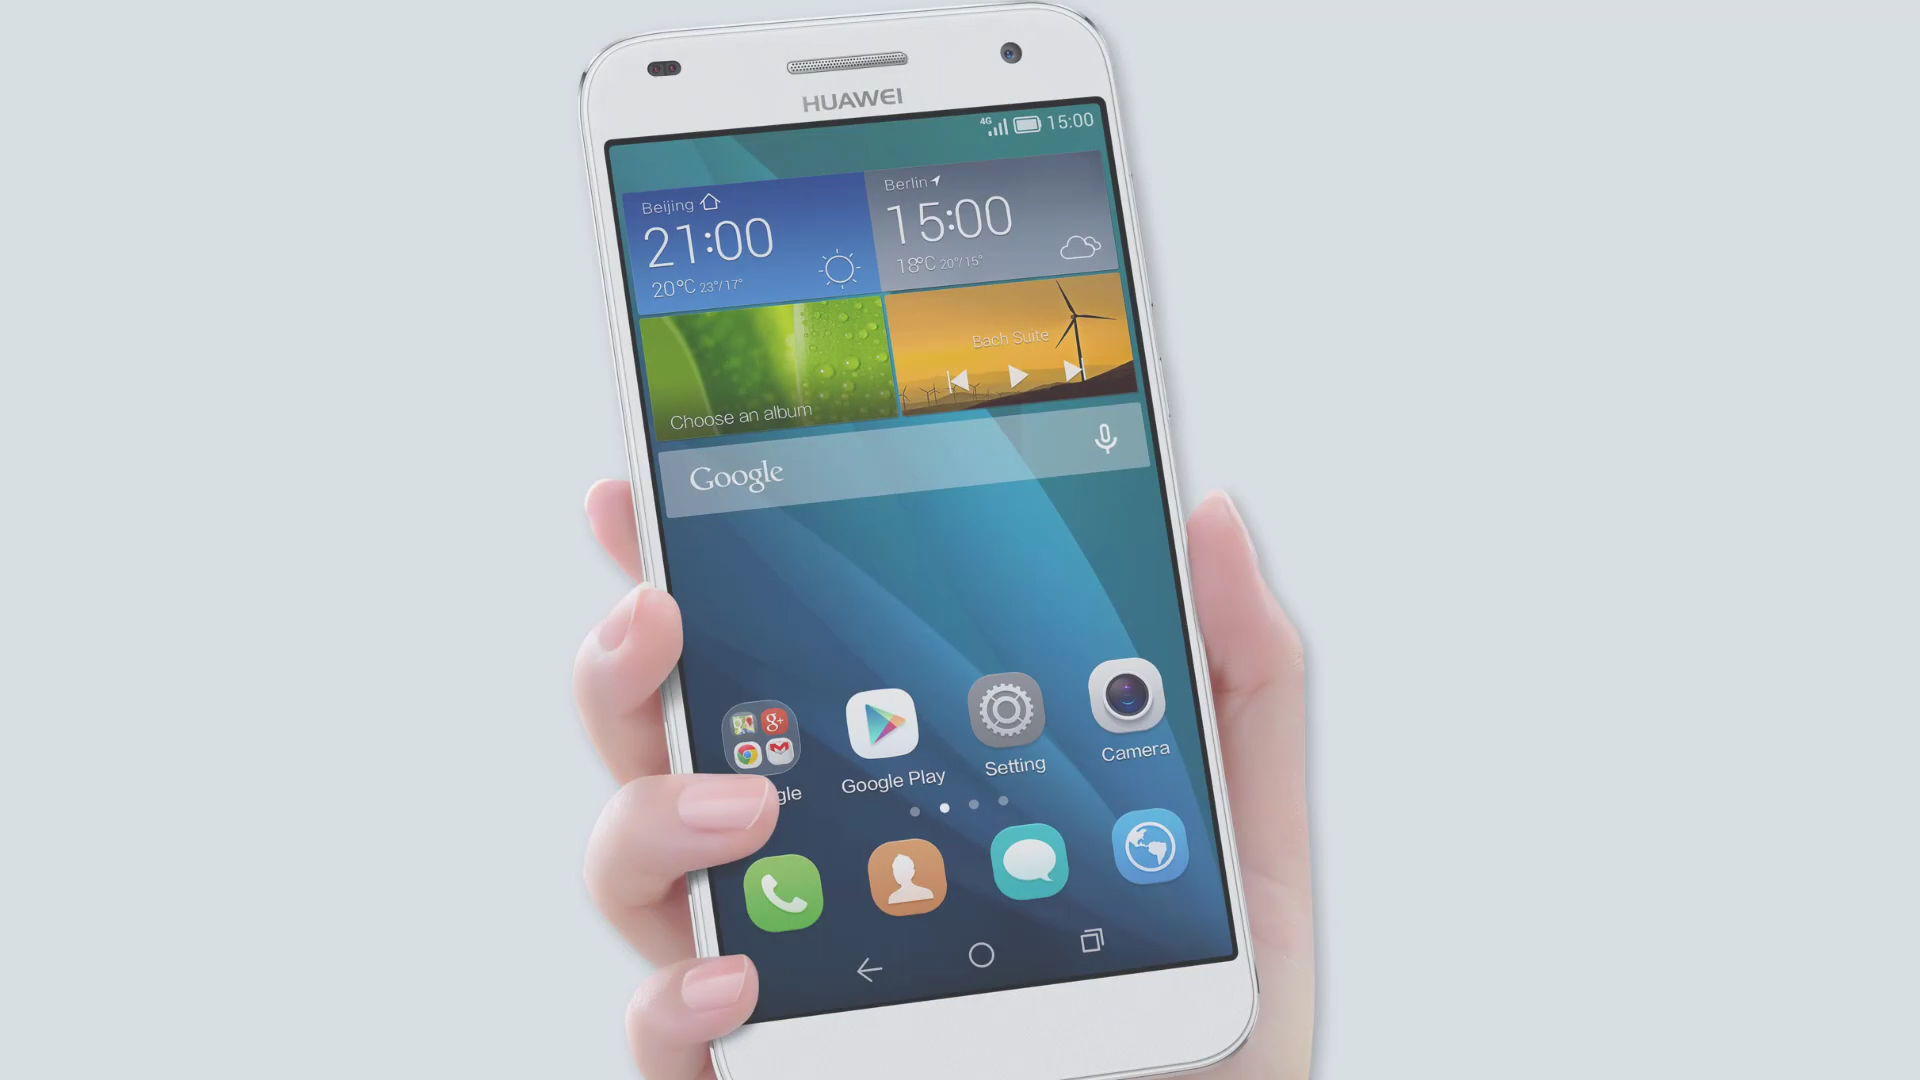 HUAWEI
4G 15:00
Beijing
21:00
20°C 23°/17°
Berlin
15:00
18°C 20°/15°
Choose an album
Bach Suite
Google
g+
gle
Google Play
Setting
Camera